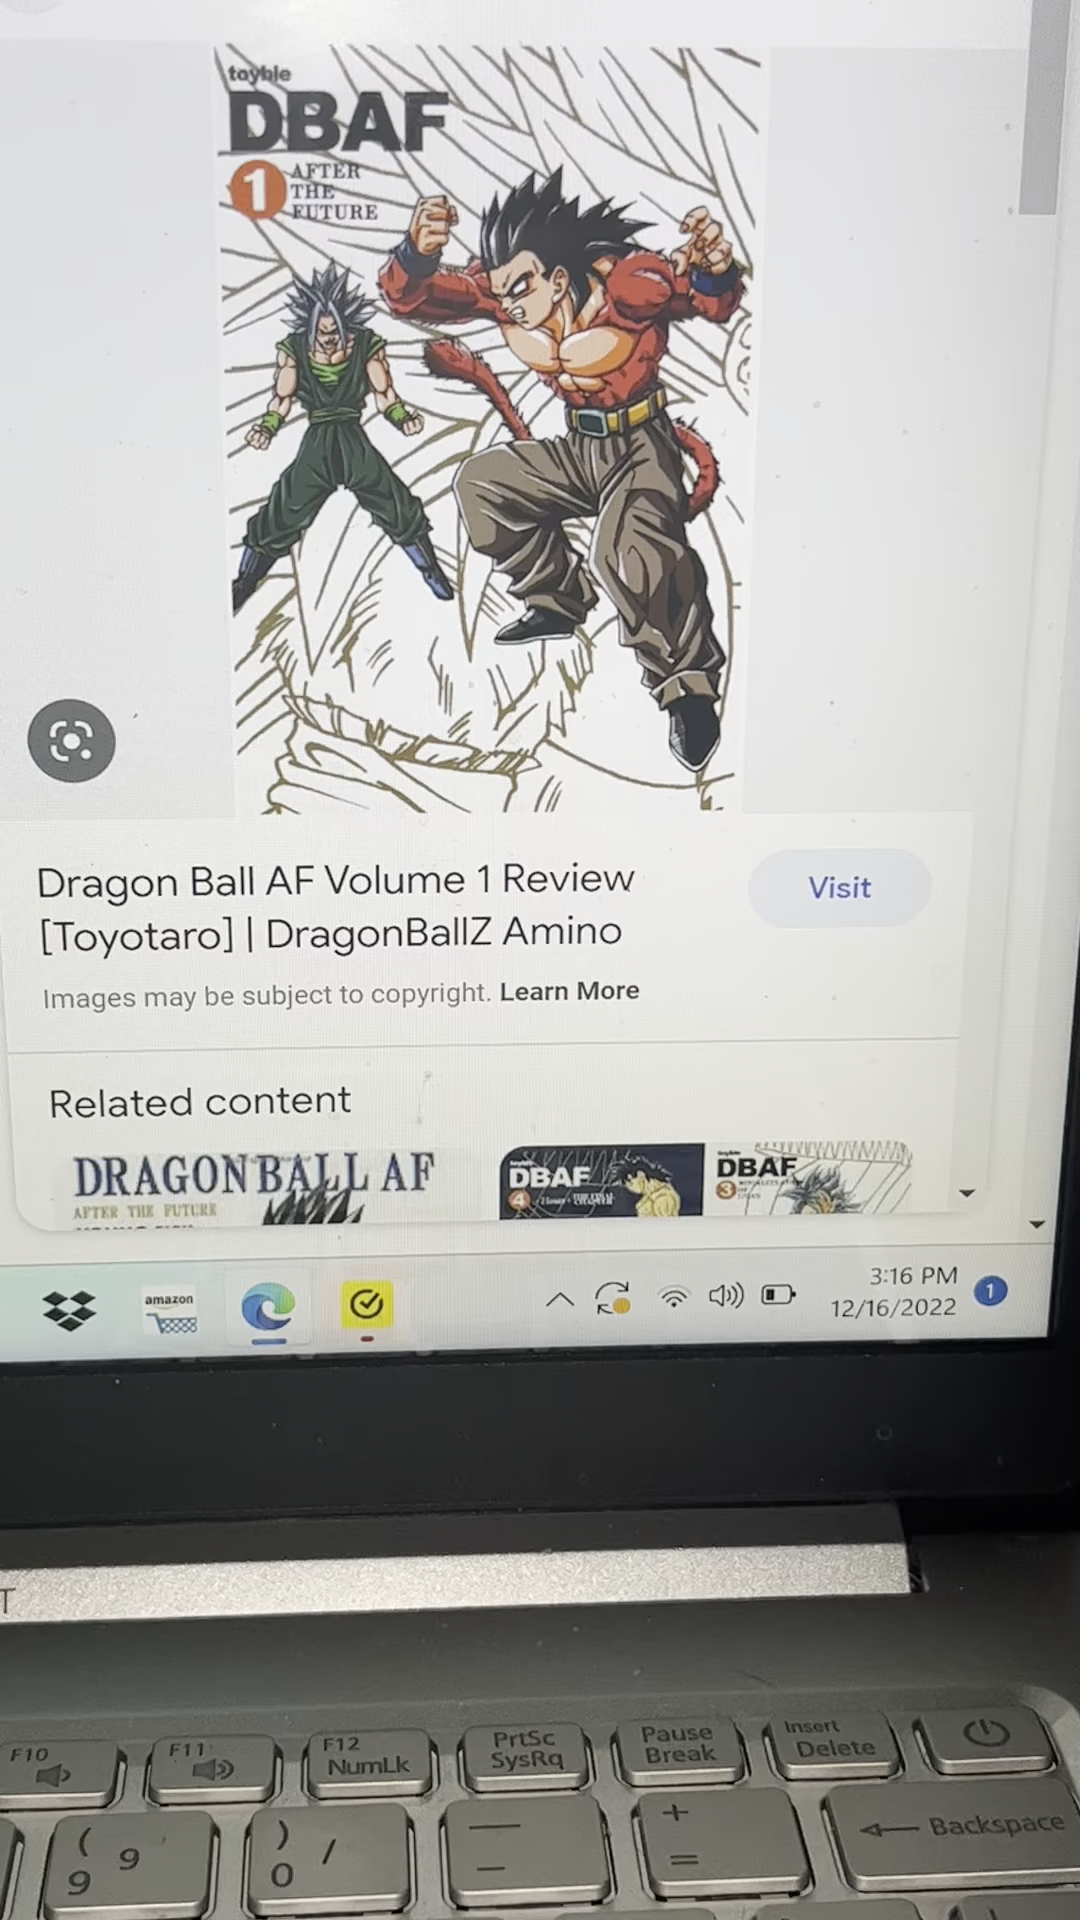 toyble
DBAF
1 AFTER
THE
FUTURE
Dragon Ball AF Volume 1 Review
[Toyotaro] | DragonBallZ Amino
Visit
Images may be subject to copyright. Learn More
Related content
DRAGON BALL AF
AFTER THE FUTURE
DBAF
4
DBAF
3
amazon
3:16 PM
12/16/2022
1
T
F10
F11
F12
NumLk
PrtSc
SysRq
Pause
Break
Insert
Delete
( 9
9
) /
0
—
-
+
=
← Backspace